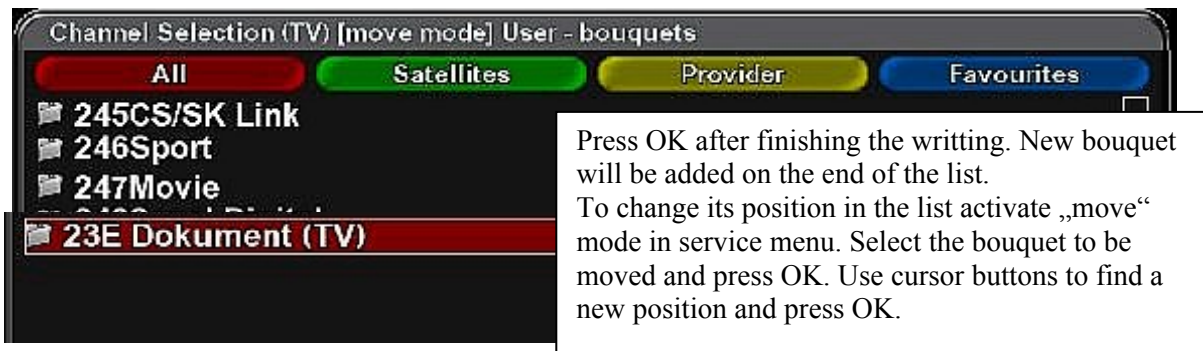 Channel Selection (TV) [move mode] User - bouquets
All Satellites Provider Favourites
245CS/SK Link
246Sport
247Movie
23E Dokument (TV)
Press OK after finishing the writting. New bouquet
will be added on the end of the list.
To change its position in the list activate „move“
mode in service menu. Select the bouquet to be
moved and press OK. Use cursor buttons to find a
new position and press OK.